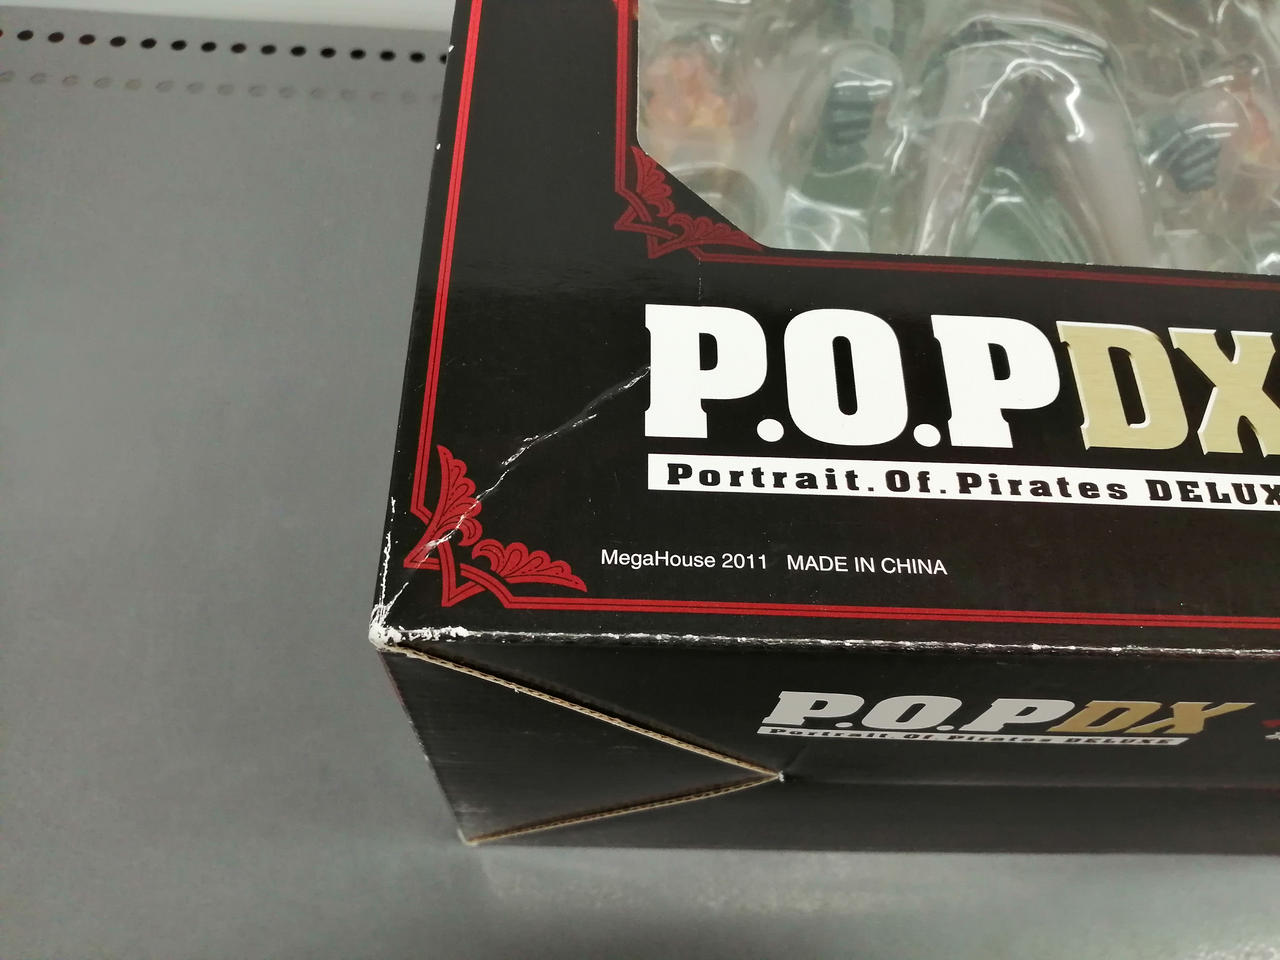 P.O.PDX
Portrait.Of.Pirates DELUX
MegaHouse 2011 MADE IN CHINA
P.O.PDX
Portrait.Of.Pirates DELUXE